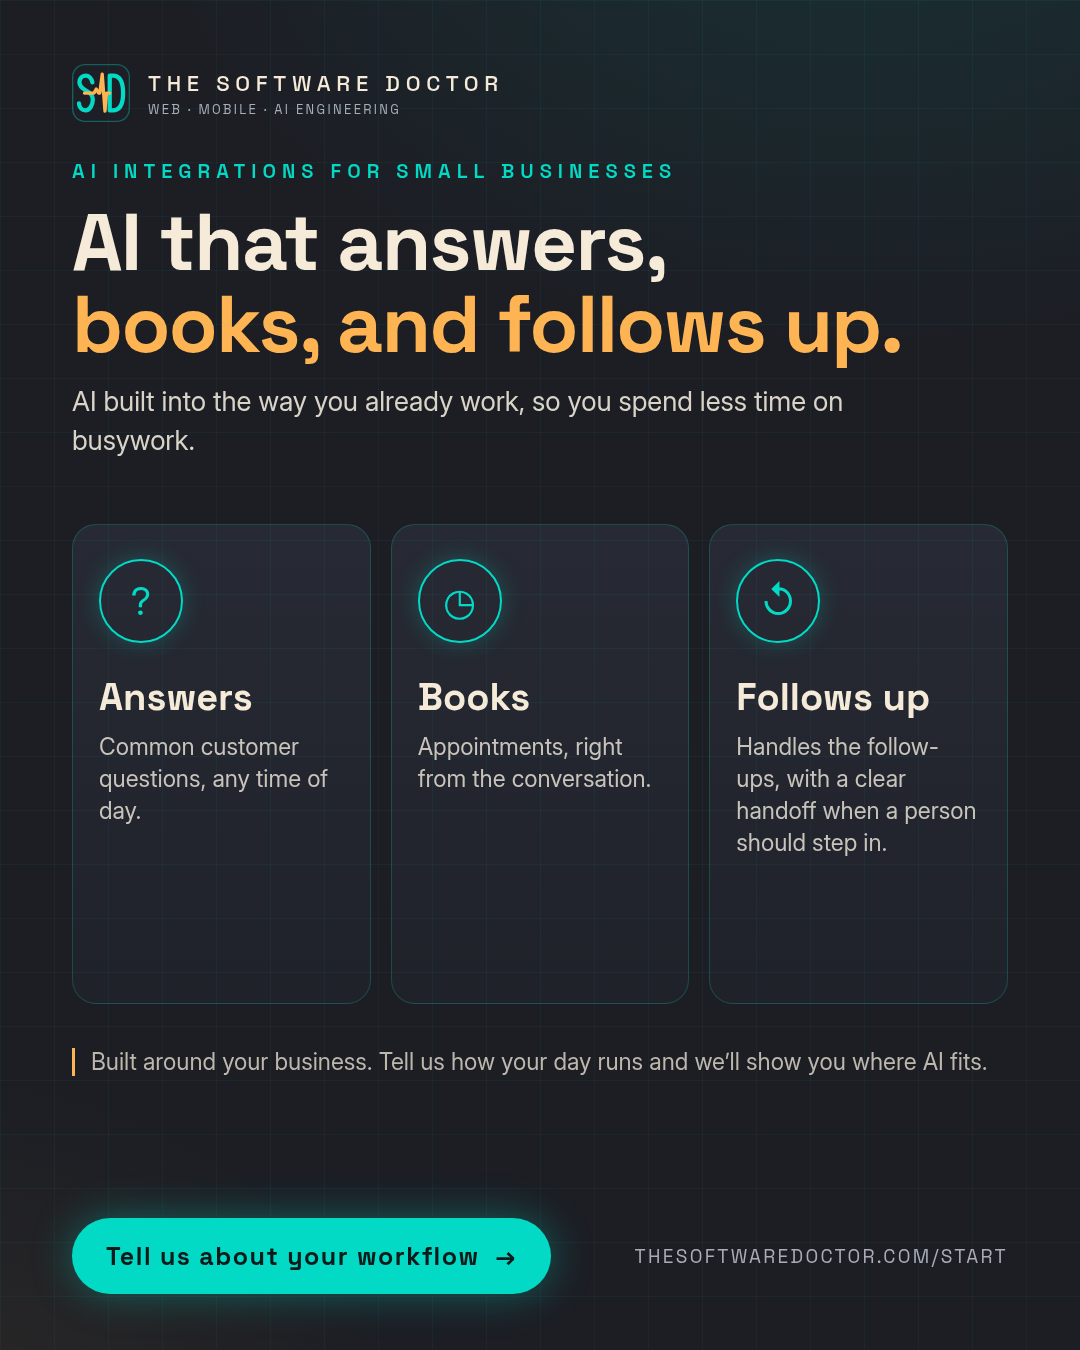 SD
THE SOFTWARE DOCTOR
WEB · MOBILE · AI ENGINEERING
AI INTEGRATIONS FOR SMALL BUSINESSES
AI that answers,
books, and follows up.
AI built into the way you already work, so you spend less time on
busywork.
?
Answers
Common customer
questions, any time of
day.
Books
Appointments, right
from the conversation.
Follows up
Handles the follow-
ups, with a clear
handoff when a person
should step in.
Built around your business. Tell us how your day runs and we’ll show you where AI fits.
Tell us about your workflow →
THESOFTWAREDOCTOR.COM/START